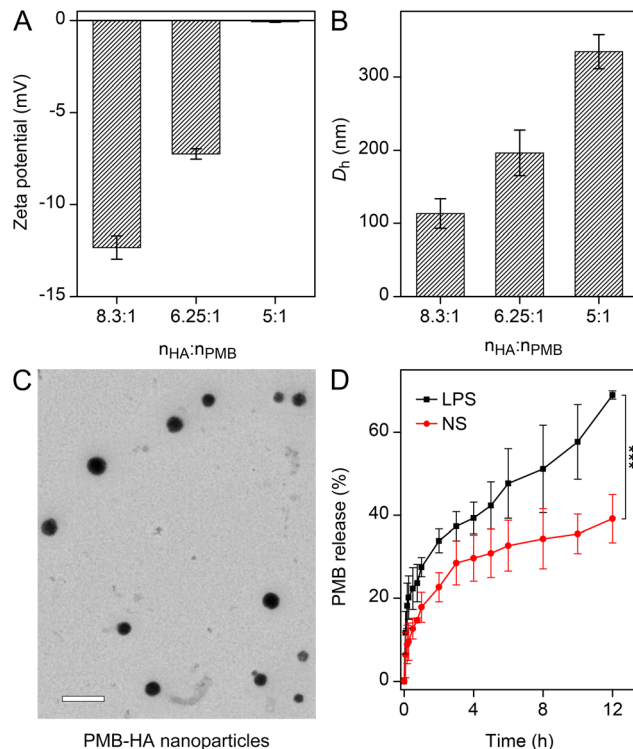 A
Zeta potential (mV)
0
-5
-10
-15
8.3:1 6.25:1 5:1
nHA:nPMB
B
Dh (nm)
300
200
100
0
8.3:1 6.25:1 5:1
nHA:nPMB
C
PMB-HA nanoparticles
D
LPS
NS
PMB release (%)
60
40
20
0
***
0 4 8 12
Time (h)